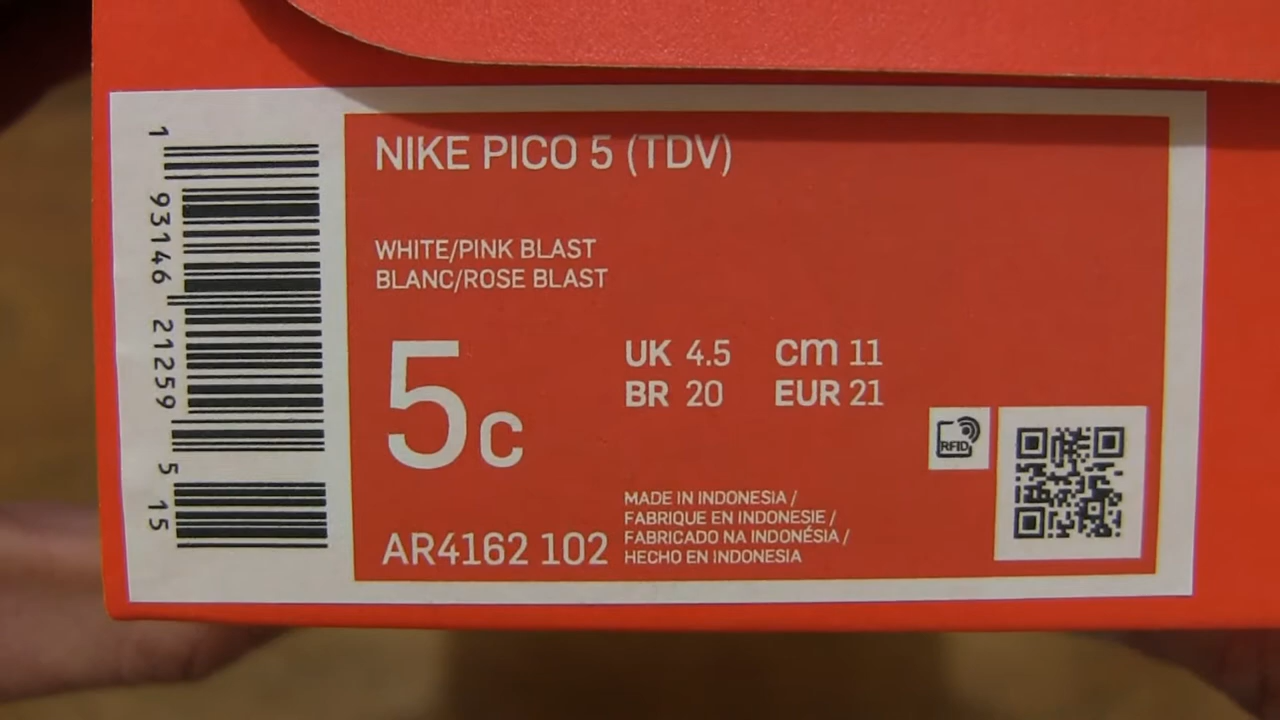 1 93146 21259 5 15
NIKE PICO 5 (TDV)
WHITE/PINK BLAST
BLANC/ROSE BLAST
5c
UK 4.5 cm 11
BR 20 EUR 21
RFID
AR4162 102
MADE IN INDONESIA /
FABRIQUE EN INDONESIE /
FABRICADO NA INDONÉSIA /
HECHO EN INDONESIA